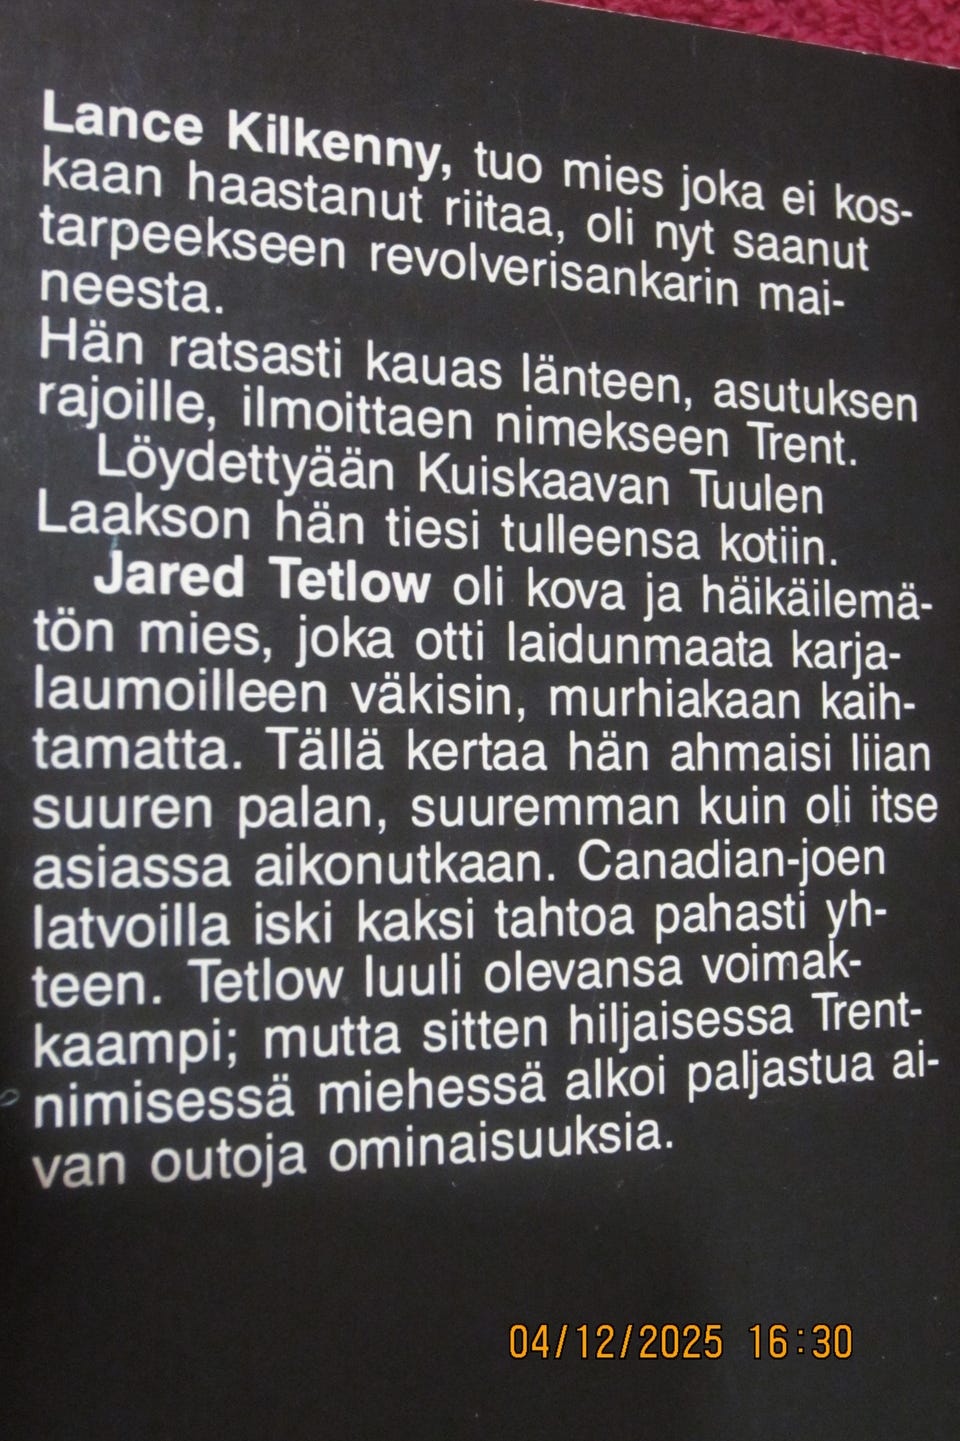 Lance Kilkenny, tuo mies joka ei kos-
kaan haastanut riitaa, oli nyt saanut
tarpeekseen revolverisankarin mai-
neesta.
Hän ratsasti kauas länteen, asutuksen
rajoille, ilmoittaen nimekseen Trent.
Löydettyään Kuiskaavan Tuulen
Laakson hän tiesi tulleensa kotiin.
Jared Tetlow oli kova ja häikäilemä-
tön mies, joka otti laidunmaata karja-
laumoilleen väkisin, murhiakaan kaih-
tamatta. Tällä kertaa hän ahmaisi liian
suuren palan, suuremman kuin oli itse
asiassa aikonutkaan. Canadian-joen
latvoilla iski kaksi tahtoa pahasti yh-
teen. Tetlow luuli olevansa voimak-
kaampi; mutta sitten hiljaisessa Trent-
nimisessä miehessä alkoi paljastua ai-
van outoja ominaisuuksia.
04/12/2025 16:30